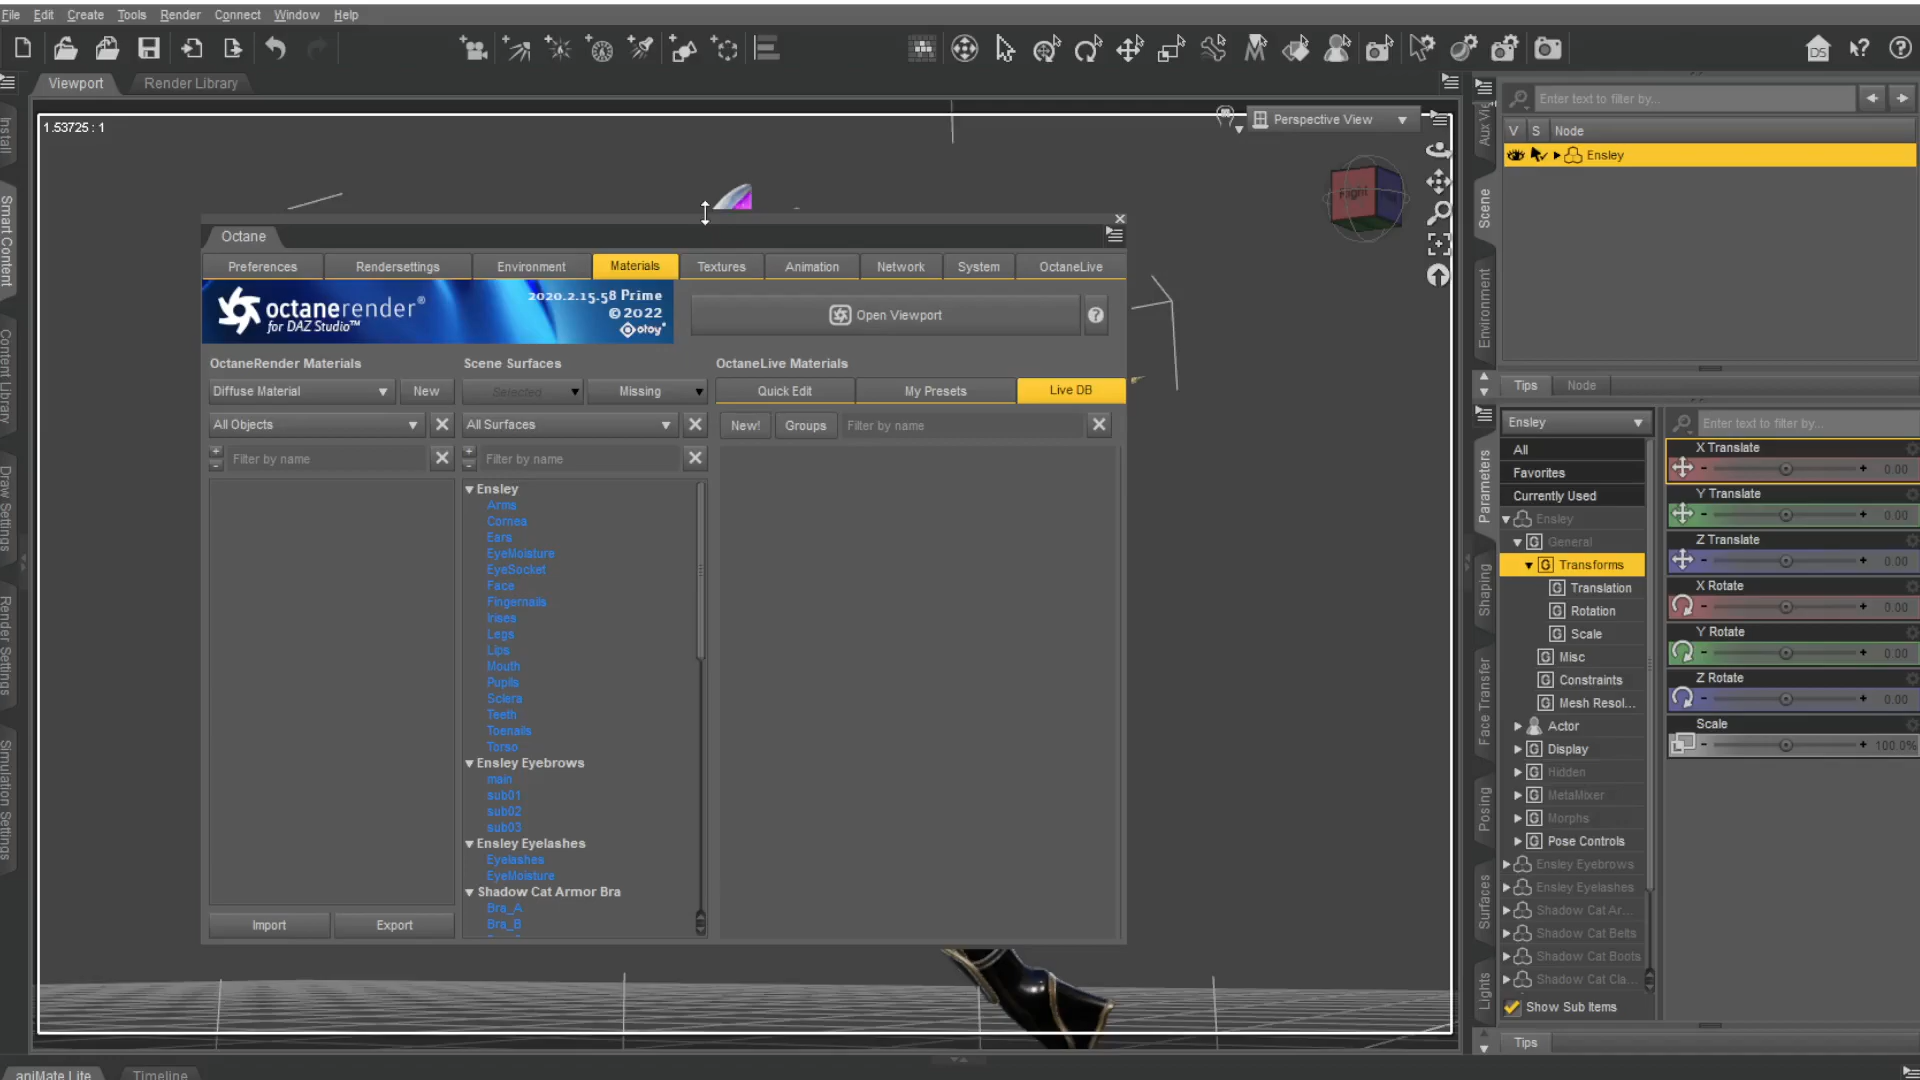 File Edit Create Tools Render Connect Window Help
Viewport Render Library
1.53725 : 1
Perspective View
Right
Install
Smart Content
Content Library
Draw Settings
Render Settings
Simulation Settings
Octane
Preferences Rendersettings Environment Materials Textures Animation Network System OctaneLive
octanerender®
for DAZ Studio™
2020.2.15.58 Prime
© 2022
otoy
Open Viewport
OctaneRender Materials Scene Surfaces OctaneLive Materials
Diffuse Material New Selected Missing Quick Edit My Presets Live DB
All Objects All Surfaces New! Groups Filter by name
Filter by name Filter by name
Ensley
Arms
Cornea
Ears
EyeMoisture
EyeSocket
Face
Fingernails
Irises
Legs
Lips
Mouth
Pupils
Sclera
Teeth
Toenails
Torso
Ensley Eyebrows
main
sub01
sub02
sub03
Ensley Eyelashes
Eyelashes
EyeMoisture
Shadow Cat Armor Bra
Bra_A
Bra_B
Import Export
DS
Enter text to filter by...
V S Node
Ensley
Scene
Environment
Tips Node
Ensley Enter text to filter by...
All
Favorites
Currently Used
Ensley
General
Transforms
Translation
Rotation
Scale
Misc
Constraints
Mesh Resol...
Actor
Display
Hidden
MetaMixer
Morphs
Pose Controls
Ensley Eyebrows
Ensley Eyelashes
Shadow Cat Ar...
Shadow Cat Belts
Shadow Cat Boots
Shadow Cat Cla...
Show Sub Items
X Translate
0.00
Y Translate
0.00
Z Translate
0.00
X Rotate
0.00
Y Rotate
0.00
Z Rotate
0.00
Scale
100.0%
Parameters
Shaping
Face Transfer
Posing
Surfaces
Lights
Tips
aniMate Lite Timeline